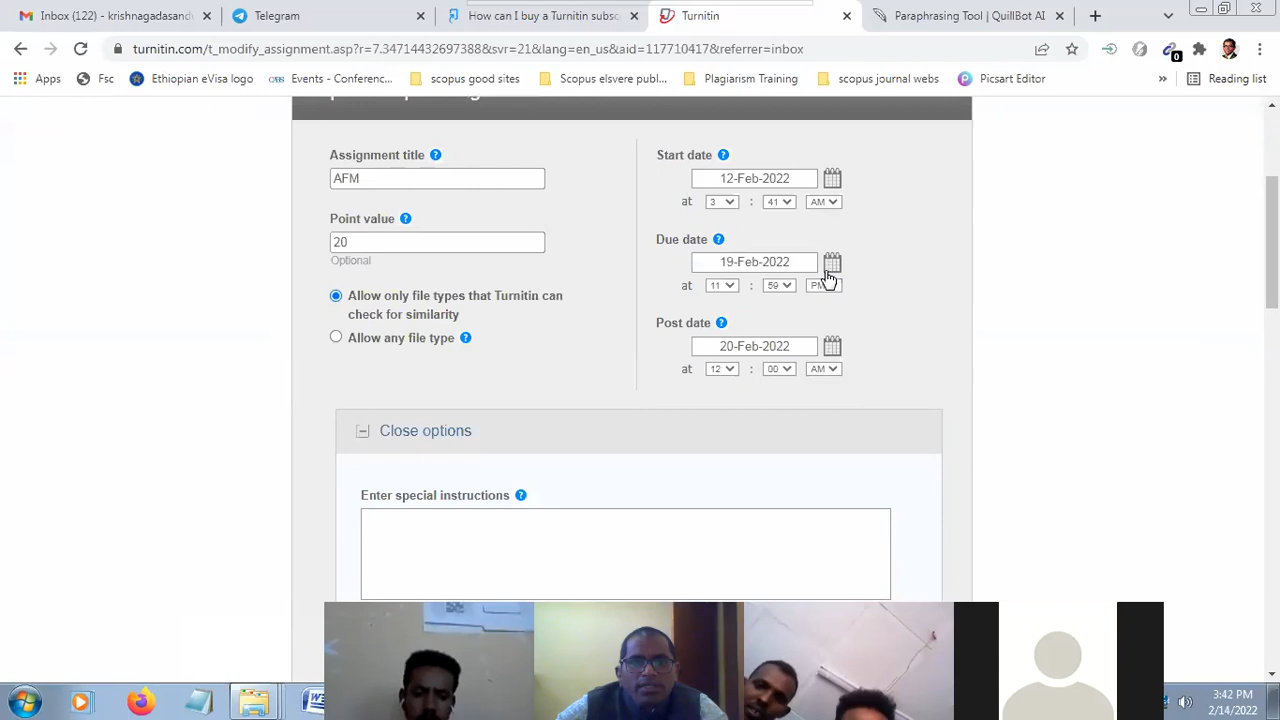 Inbox (122) - krishnagadasand
Telegram
How can I buy a Turnitin subsc
Turnitin
Paraphrasing Tool | QuillBot AI
turnitin.com/t_modify_assignment.asp?r=7.34714432697388&svr=21&lang=en_us&aid=117710417&referrer=inbox
0
Apps
Fsc
Ethiopian eVisa logo
Events - Conferenc...
scopus good sites
Scopus elsvere publ...
Plagiarism Training
scopus journal webs
Picsart Editor
»
Reading list
Assignment title ?
AFM
Point value ?
20
Optional
Allow only file types that Turnitin can
check for similarity
Allow any file type ?
Start date ?
12-Feb-2022
at 3 : 41 AM
Due date ?
19-Feb-2022
at 11 : 59 PM
Post date ?
20-Feb-2022
at 12 : 00 AM
Close options
Enter special instructions ?
3:42 PM
2/14/2022